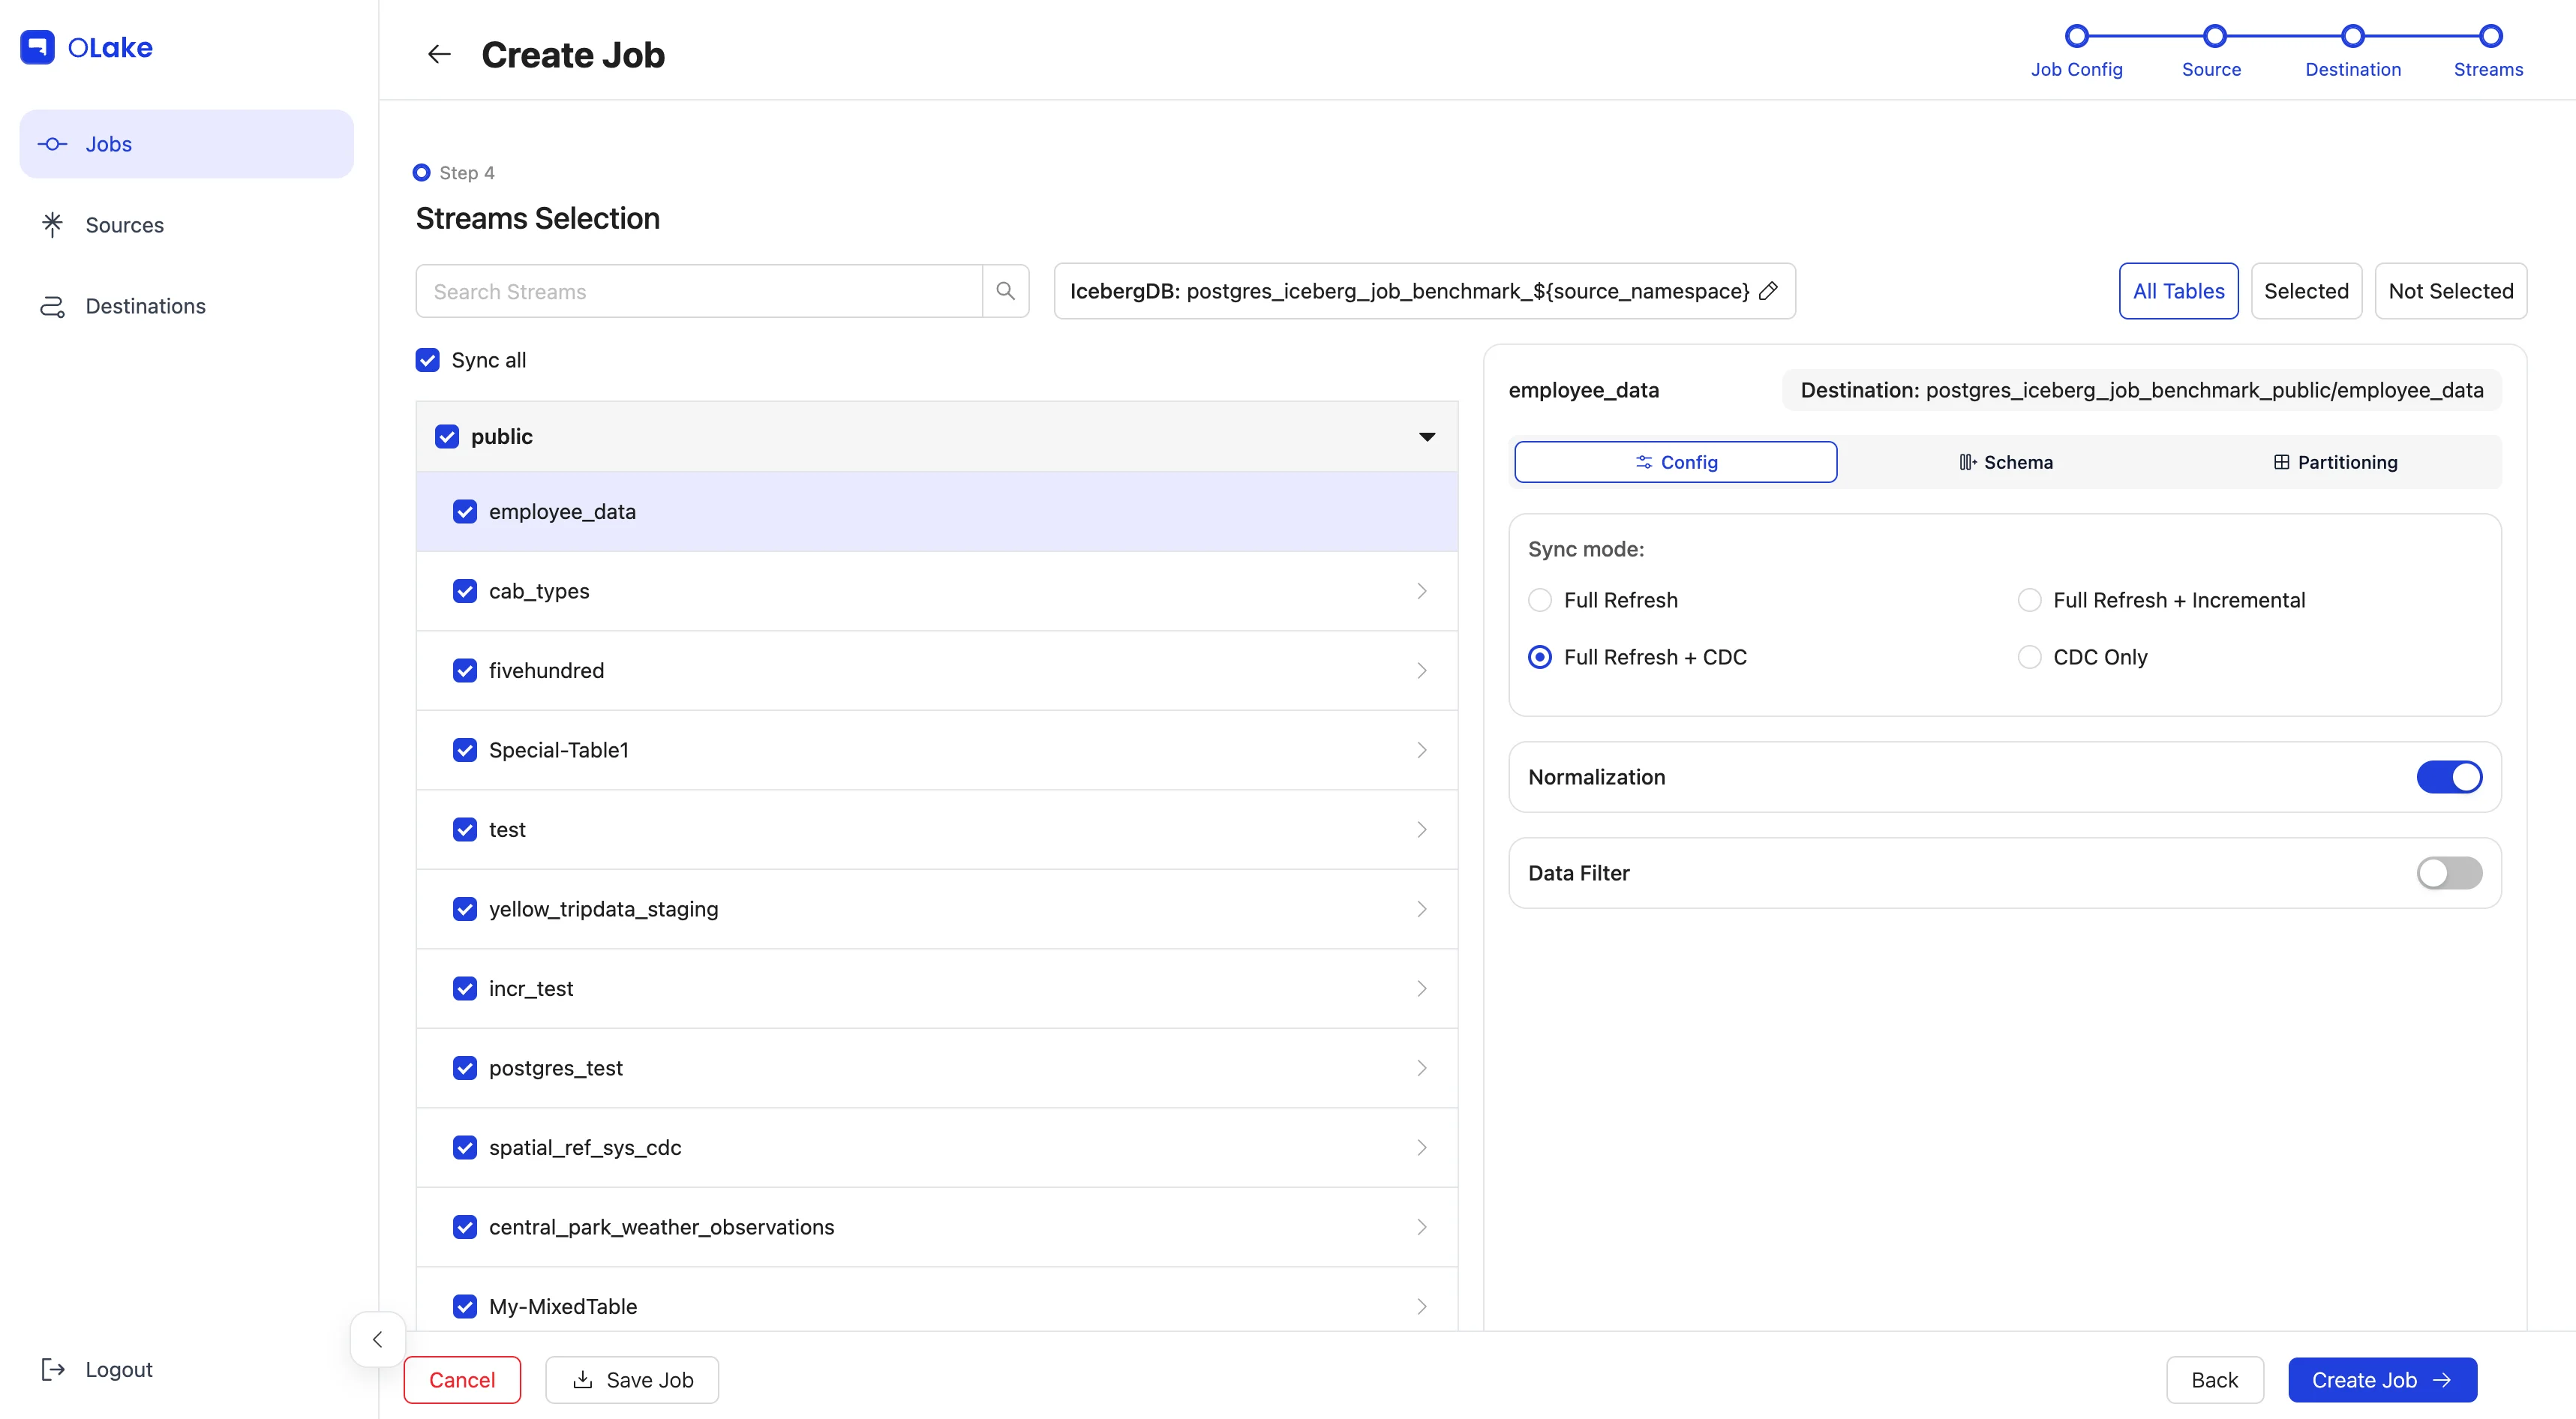 OLake
Jobs
Sources
Destinations
Logout
Create Job
Job Config
Source
Destination
Streams
Step 4
Streams Selection
Search Streams
IcebergDB: postgres_iceberg_job_benchmark_${source_namespace}
All Tables
Selected
Not Selected
Sync all
public
employee_data
cab_types
fivehundred
Special-Table1
test
yellow_tripdata_staging
incr_test
postgres_test
spatial_ref_sys_cdc
central_park_weather_observations
My-MixedTable
employee_data
Destination: postgres_iceberg_job_benchmark_public/employee_data
Config
Schema
Partitioning
Sync mode:
Full Refresh
Full Refresh + Incremental
Full Refresh + CDC
CDC Only
Normalization
Data Filter
Cancel
Save Job
Back
Create Job